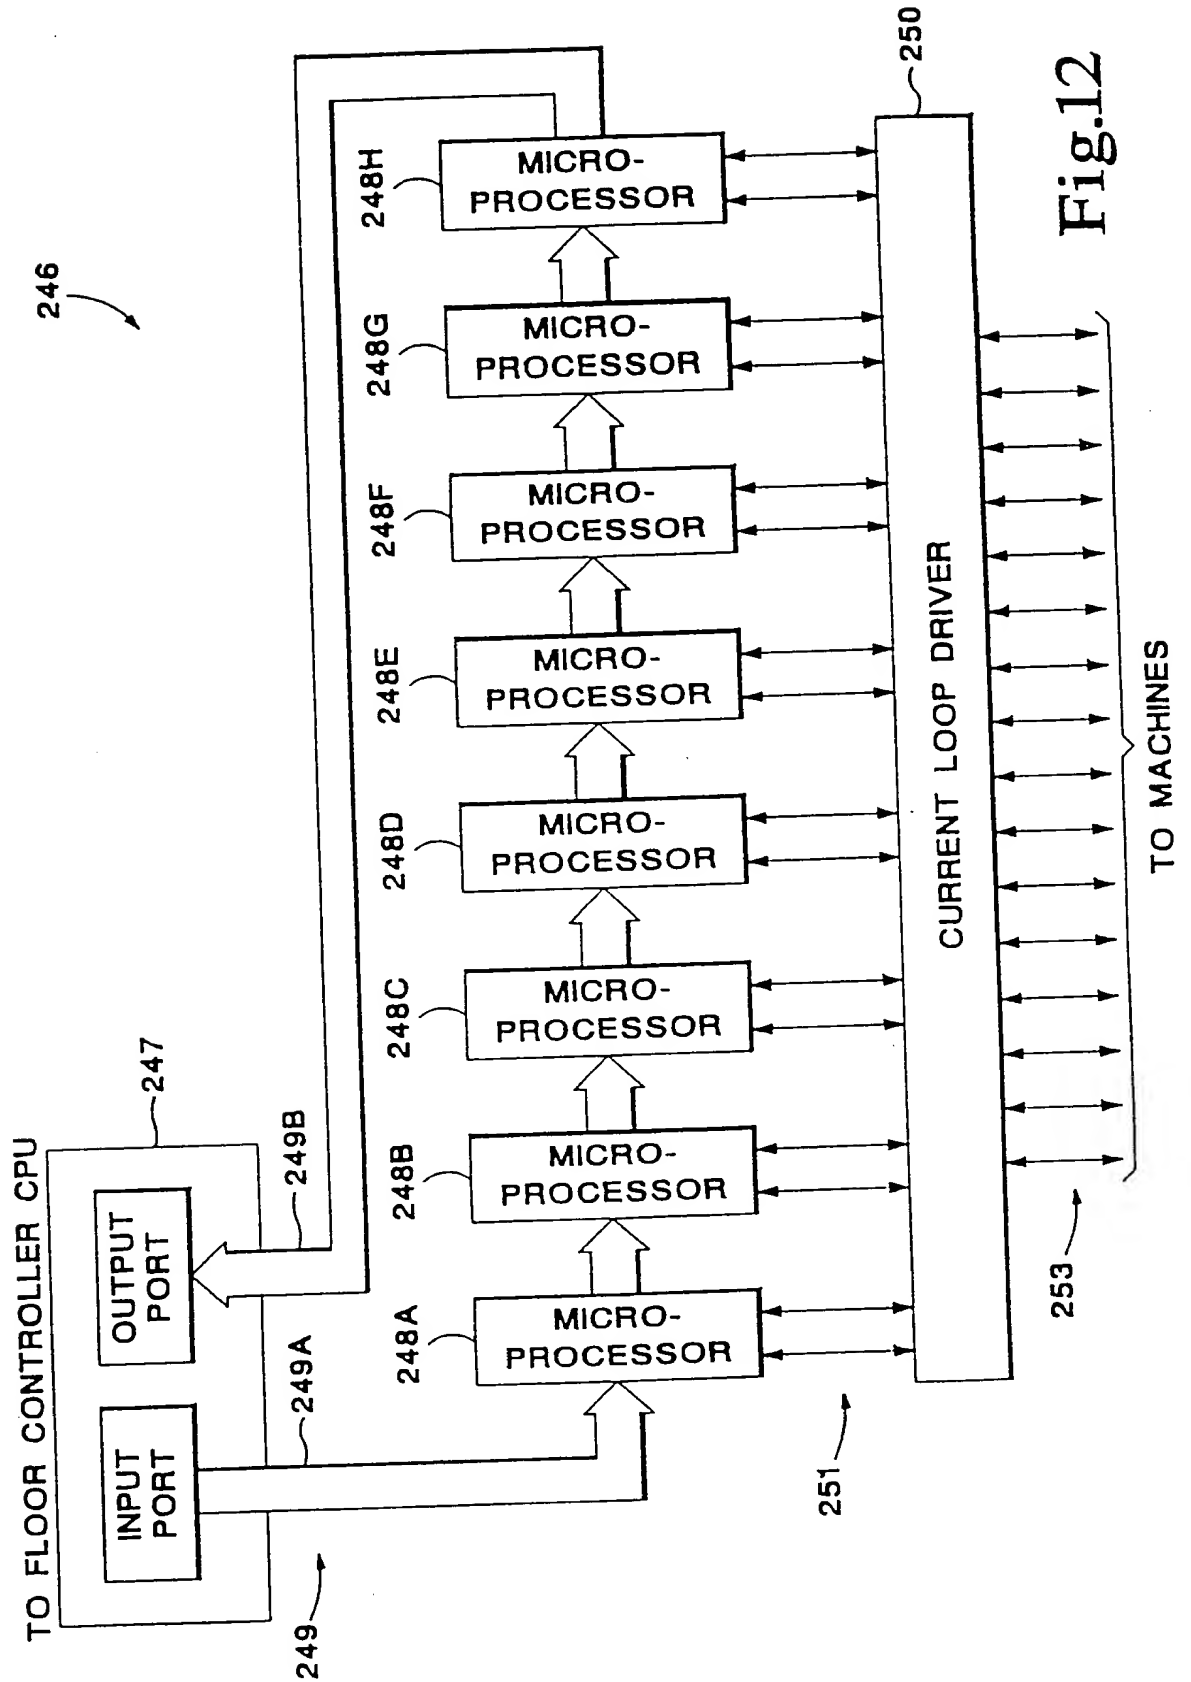 TO FLOOR CONTROLLER CPU
247
INPUT
PORT
OUTPUT
PORT
246
249
249A
249B
248A
248B
248C
248D
248E
248F
248G
248H
MICRO-
PROCESSOR
MICRO-
PROCESSOR
MICRO-
PROCESSOR
MICRO-
PROCESSOR
MICRO-
PROCESSOR
MICRO-
PROCESSOR
MICRO-
PROCESSOR
MICRO-
PROCESSOR
251
CURRENT LOOP DRIVER
250
253
TO MACHINES
Fig.12